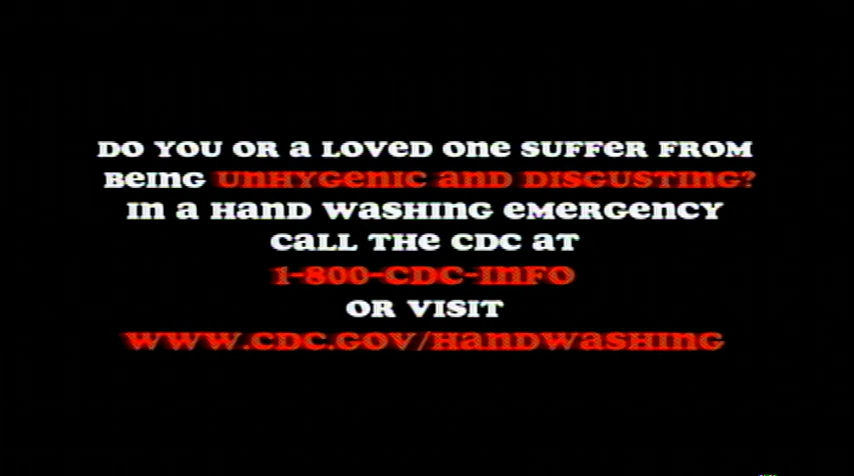 DO YOU OR a LOVeD One SUFFeR FROM
BeInG UnHYGenIC anD DISGUSTInG?
In a HanD WaSHInG eMeRGenCY
CaLL THe CDC aT
1-800-CDC-InFO
OR VISIT
WWW.CDC.GOV/HanDWaSHInG